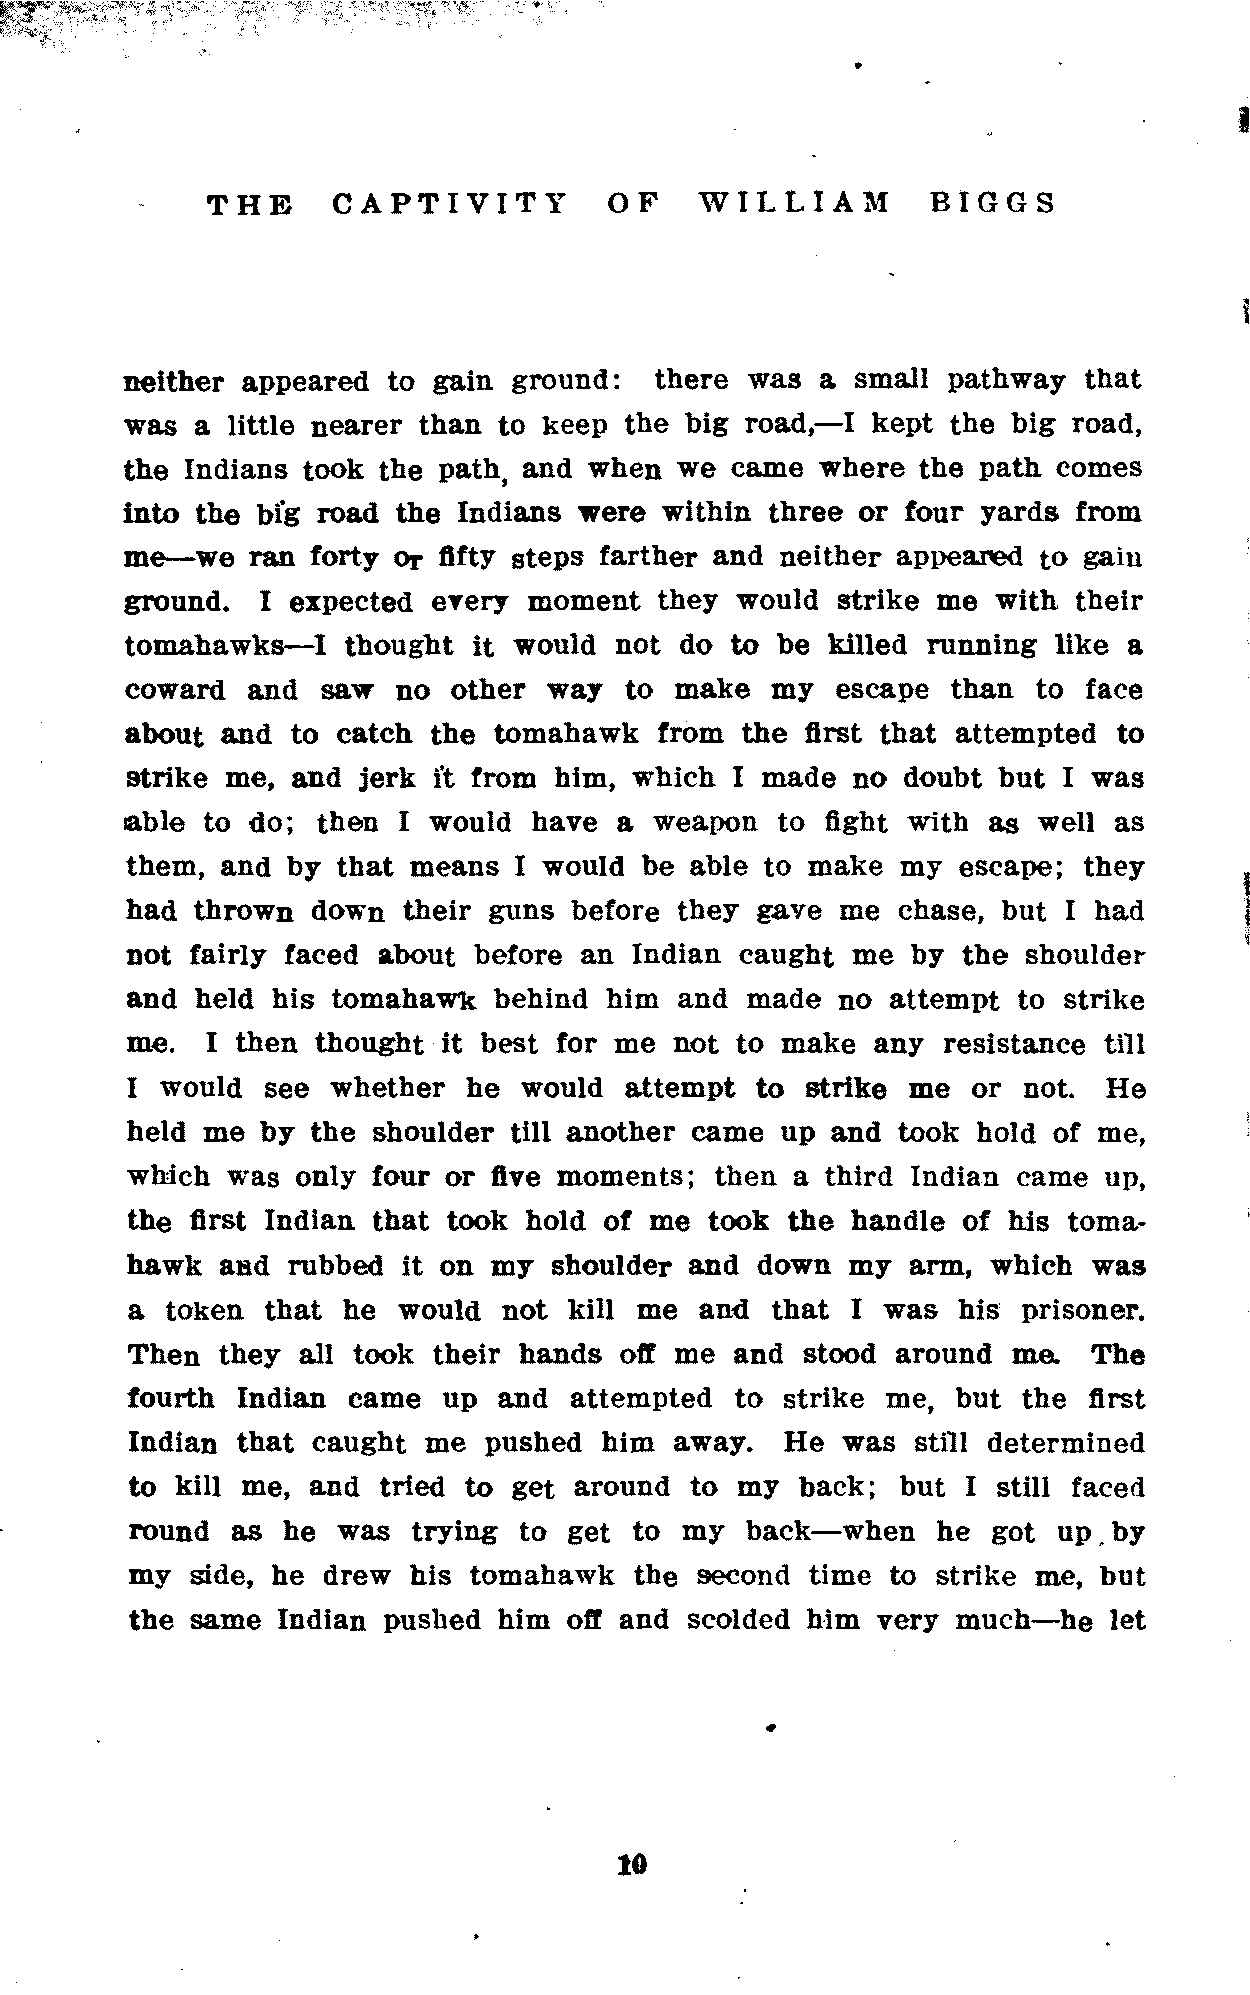 THE CAPTIVITY OF WILLIAM BIGGS
neither appeared to gain ground: there was a small pathway that
was a little nearer than to keep the big road,—I kept the big road,
the Indians took the path, and when we came where the path comes
into the big road the Indians were within three or four yards from
me—we ran forty or fifty steps farther and neither appeared to gain
ground. I expected every moment they would strike me with their
tomahawks—I thought it would not do to be killed running like a
coward and saw no other way to make my escape than to face
about and to catch the tomahawk from the first that attempted to
strike me, and jerk it from him, which I made no doubt but I was
able to do; then I would have a weapon to fight with as well as
them, and by that means I would be able to make my escape; they
had thrown down their guns before they gave me chase, but I had
not fairly faced about before an Indian caught me by the shoulder
and held his tomahawk behind him and made no attempt to strike
me. I then thought it best for me not to make any resistance till
I would see whether he would attempt to strike me or not. He
held me by the shoulder till another came up and took hold of me,
which was only four or five moments; then a third Indian came up,
the first Indian that took hold of me took the handle of his toma-
hawk and rubbed it on my shoulder and down my arm, which was
a token that he would not kill me and that I was his prisoner.
Then they all took their hands off me and stood around me. The
fourth Indian came up and attempted to strike me, but the first
Indian that caught me pushed him away. He was still determined
to kill me, and tried to get around to my back; but I still faced
round as he was trying to get to my back—when he got up by
my side, he drew his tomahawk the second time to strike me, but
the same Indian pushed him off and scolded him very much—he let
10